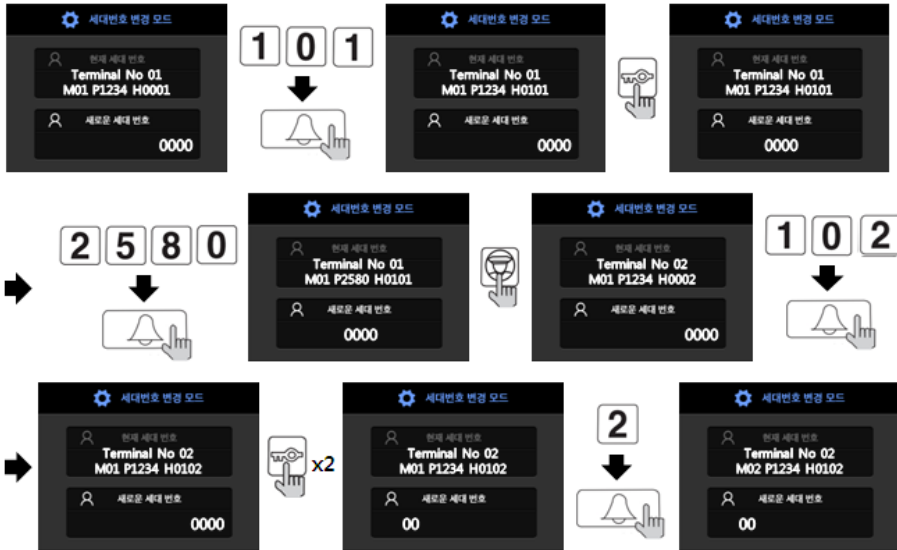 세대번호 변경 모드
현재 세대 번호
Terminal No 01
M01 P1234 H0001
새로운 세대 번호
0000
1 0 1
세대번호 변경 모드
현재 세대 번호
Terminal No 01
M01 P1234 H0101
새로운 세대 번호
0000
세대번호 변경 모드
현재 세대 번호
Terminal No 01
M01 P1234 H0101
새로운 세대 번호
0000
2 5 8 0
세대번호 변경 모드
현재 세대 번호
Terminal No 01
M01 P2580 H0101
새로운 세대 번호
0000
세대번호 변경 모드
현재 세대 번호
Terminal No 02
M01 P1234 H0002
새로운 세대 번호
0000
1 0 2
세대번호 변경 모드
현재 세대 번호
Terminal No 02
M01 P1234 H0102
새로운 세대 번호
0000
x2
세대번호 변경 모드
현재 세대 번호
Terminal No 02
M01 P1234 H0102
새로운 세대 번호
00
2
세대번호 변경 모드
현재 세대 번호
Terminal No 02
M02 P1234 H0102
새로운 세대 번호
00